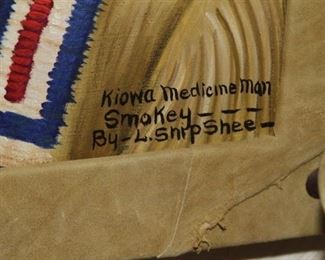 Kiowa Medicine Man
Smokey - - -
By - L. Shipshee -